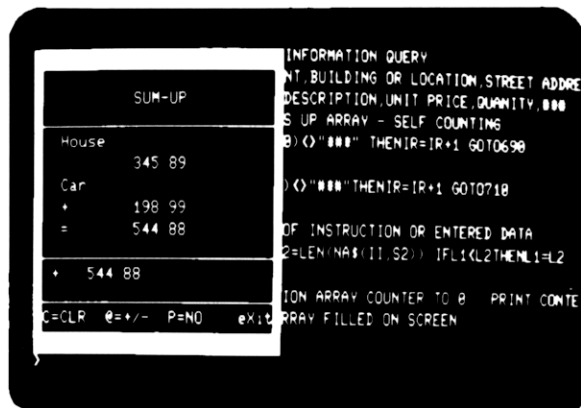 INFORMATION QUERY
NT,BUILDING OR LOCATION,STREET ADDRE
DESCRIPTION,UNIT PRICE,QUANITY,###
S UP ARRAY - SELF COUNTING
0)<>"###" THENIR=IR+1 GOTO690
)<>"###"THENIR=IR+1 GOTO710
OF INSTRUCTION OR ENTERED DATA
2=LEN(NA$(II,S2)) IFL1<L2THENL1=L2
ION ARRAY COUNTER TO 0 PRINT CONTE
RRAY FILLED ON SCREEN
SUM-UP
House
345 89
Car
+ 198 99
= 544 88
+ 544 88
C=CLR @=+/- P=NO eXit